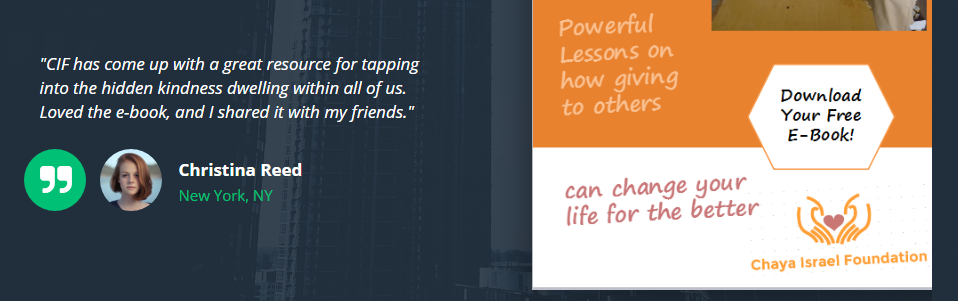 "CIF has come up with a great resource for tapping
into the hidden kindness dwelling within all of us.
Loved the e-book, and I shared it with my friends."
Christina Reed
New York, NY
Powerful
Lessons on
how giving
to others
Download
Your Free
E-Book!
can change your
life for the better
Chaya Israel Foundation